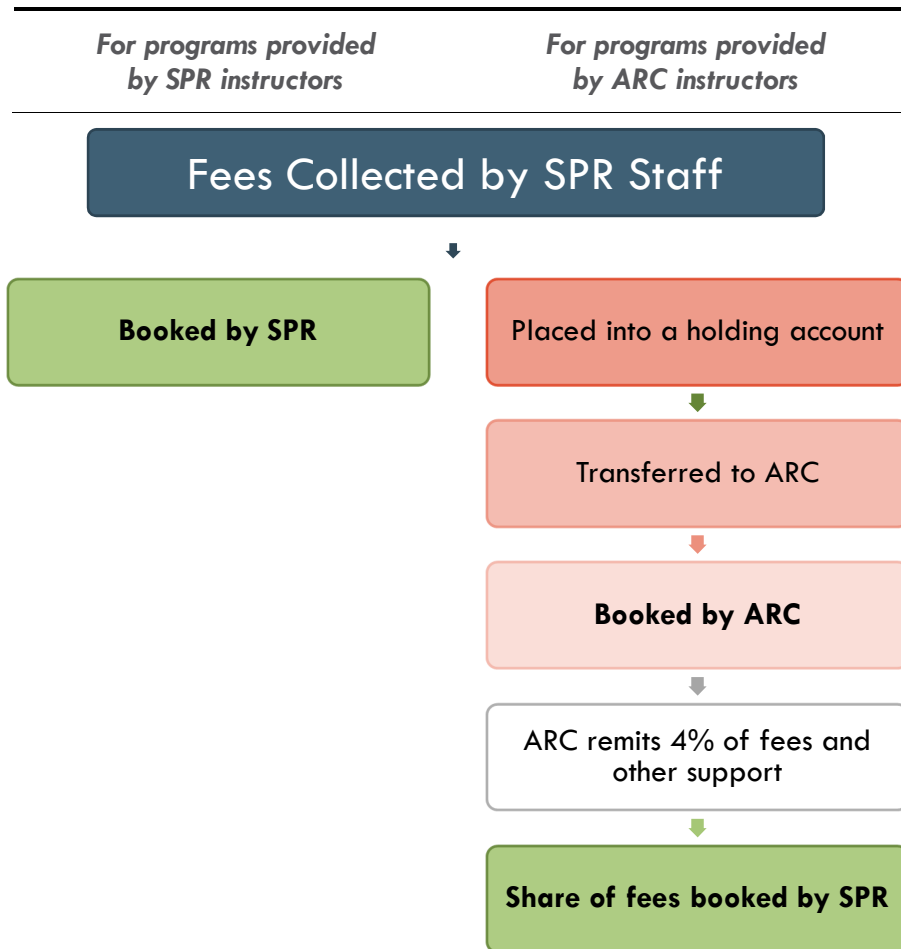 For programs provided
by SPR instructors
For programs provided
by ARC instructors
Fees Collected by SPR Staff
Booked by SPR
Placed into a holding account
Transferred to ARC
Booked by ARC
ARC remits 4% of fees and
other support
Share of fees booked by SPR